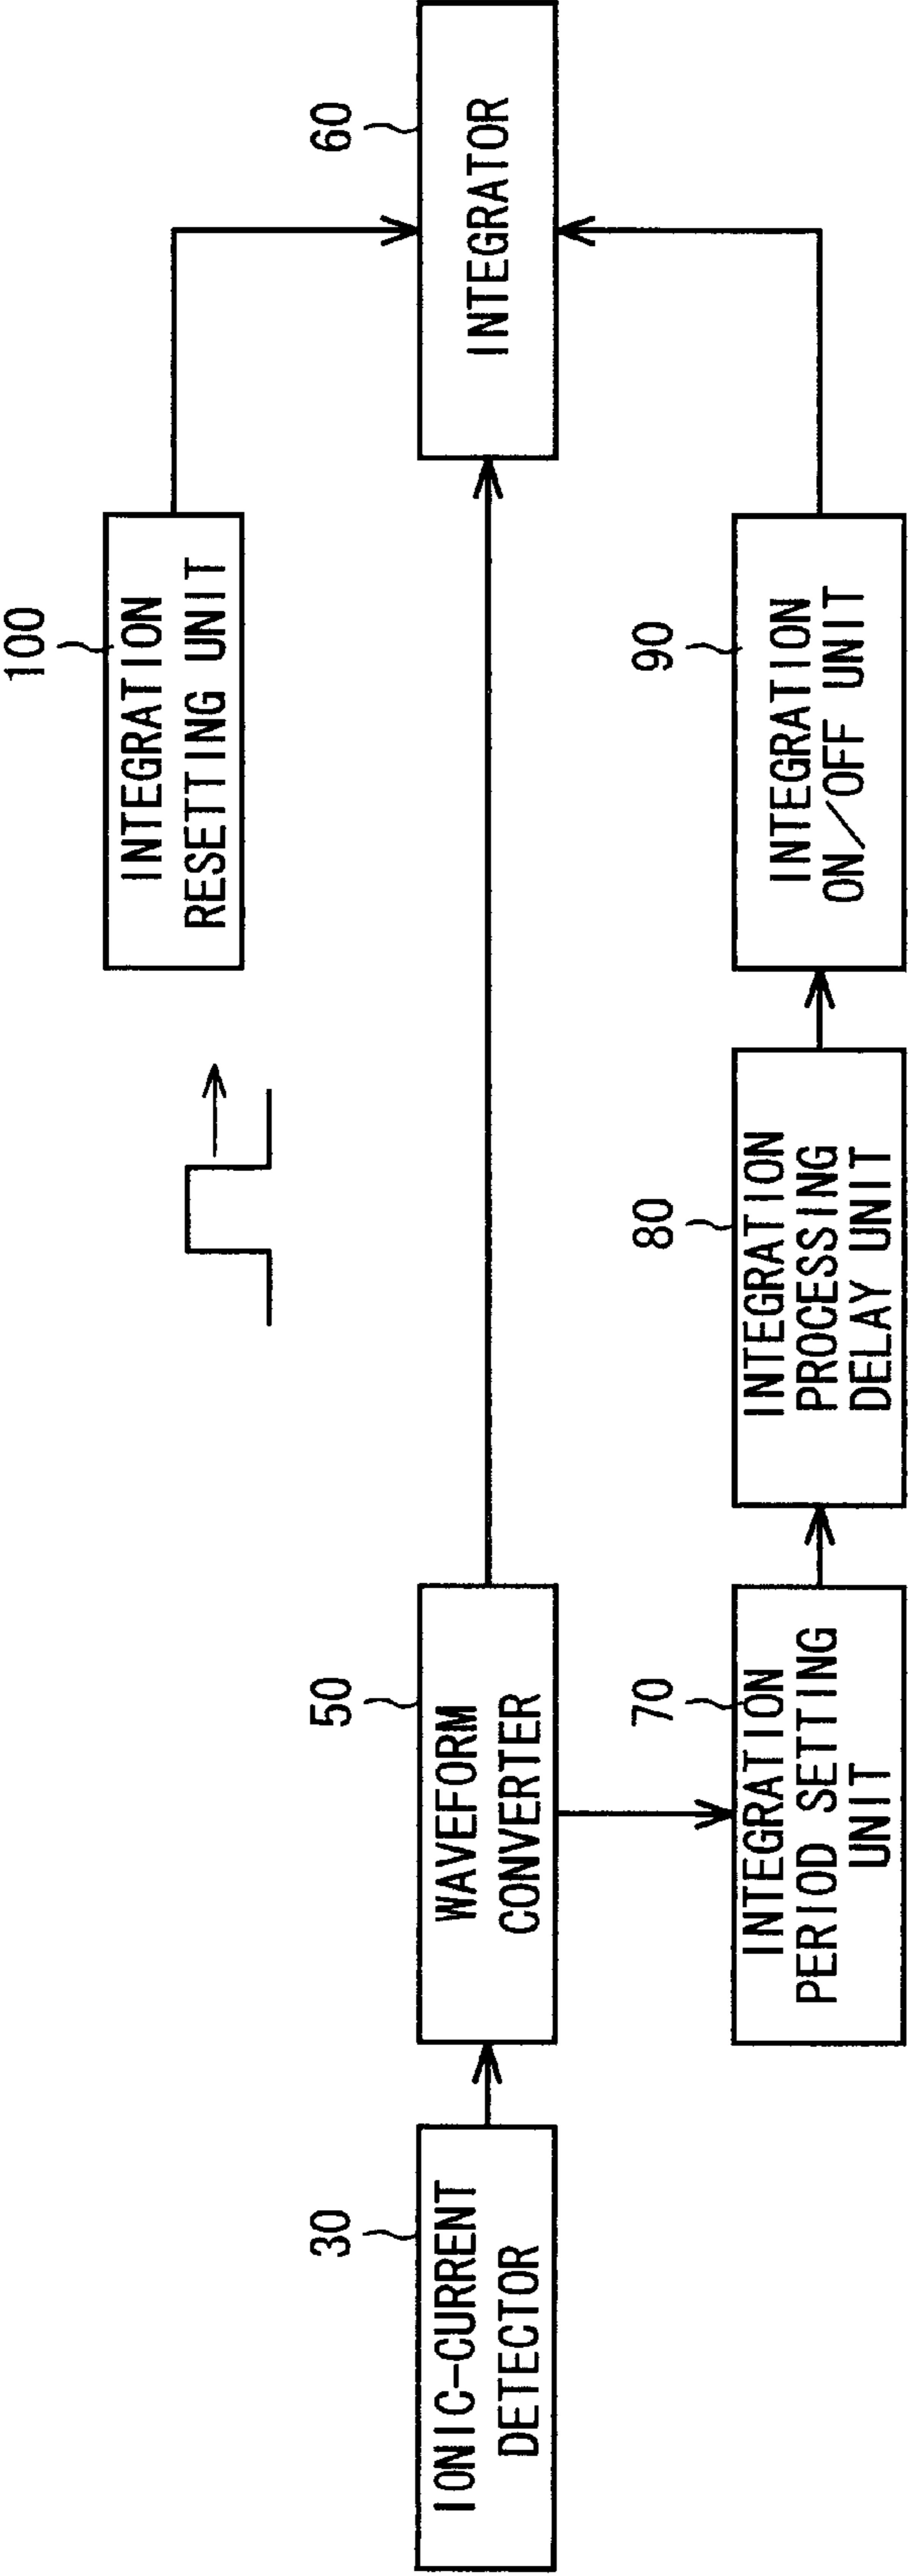 100
INTEGRATION
RESETTING UNIT
30
IONIC-CURRENT
DETECTOR
50
WAVEFORM
CONVERTER
60
INTEGRATOR
70
INTEGRATION
PERIOD SETTING
UNIT
80
INTEGRATION
PROCESSING
DELAY UNIT
90
INTEGRATION
ON/OFF UNIT